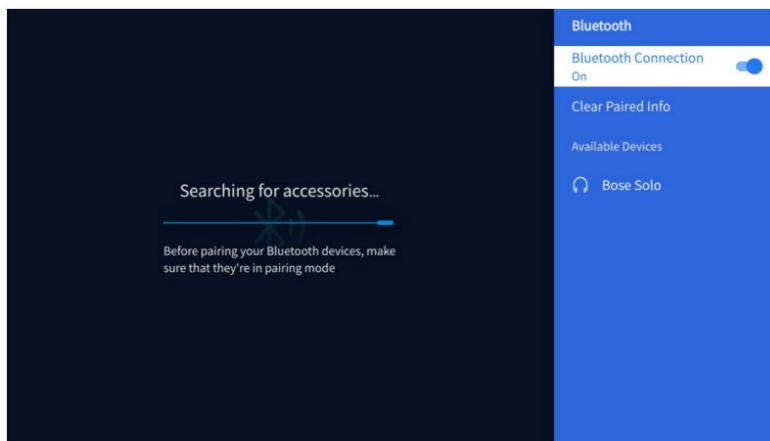 Bluetooth
Bluetooth Connection
On
Clear Paired Info
Available Devices
Bose Solo
Searching for accessories...
Before pairing your Bluetooth devices, make
sure that they're in pairing mode